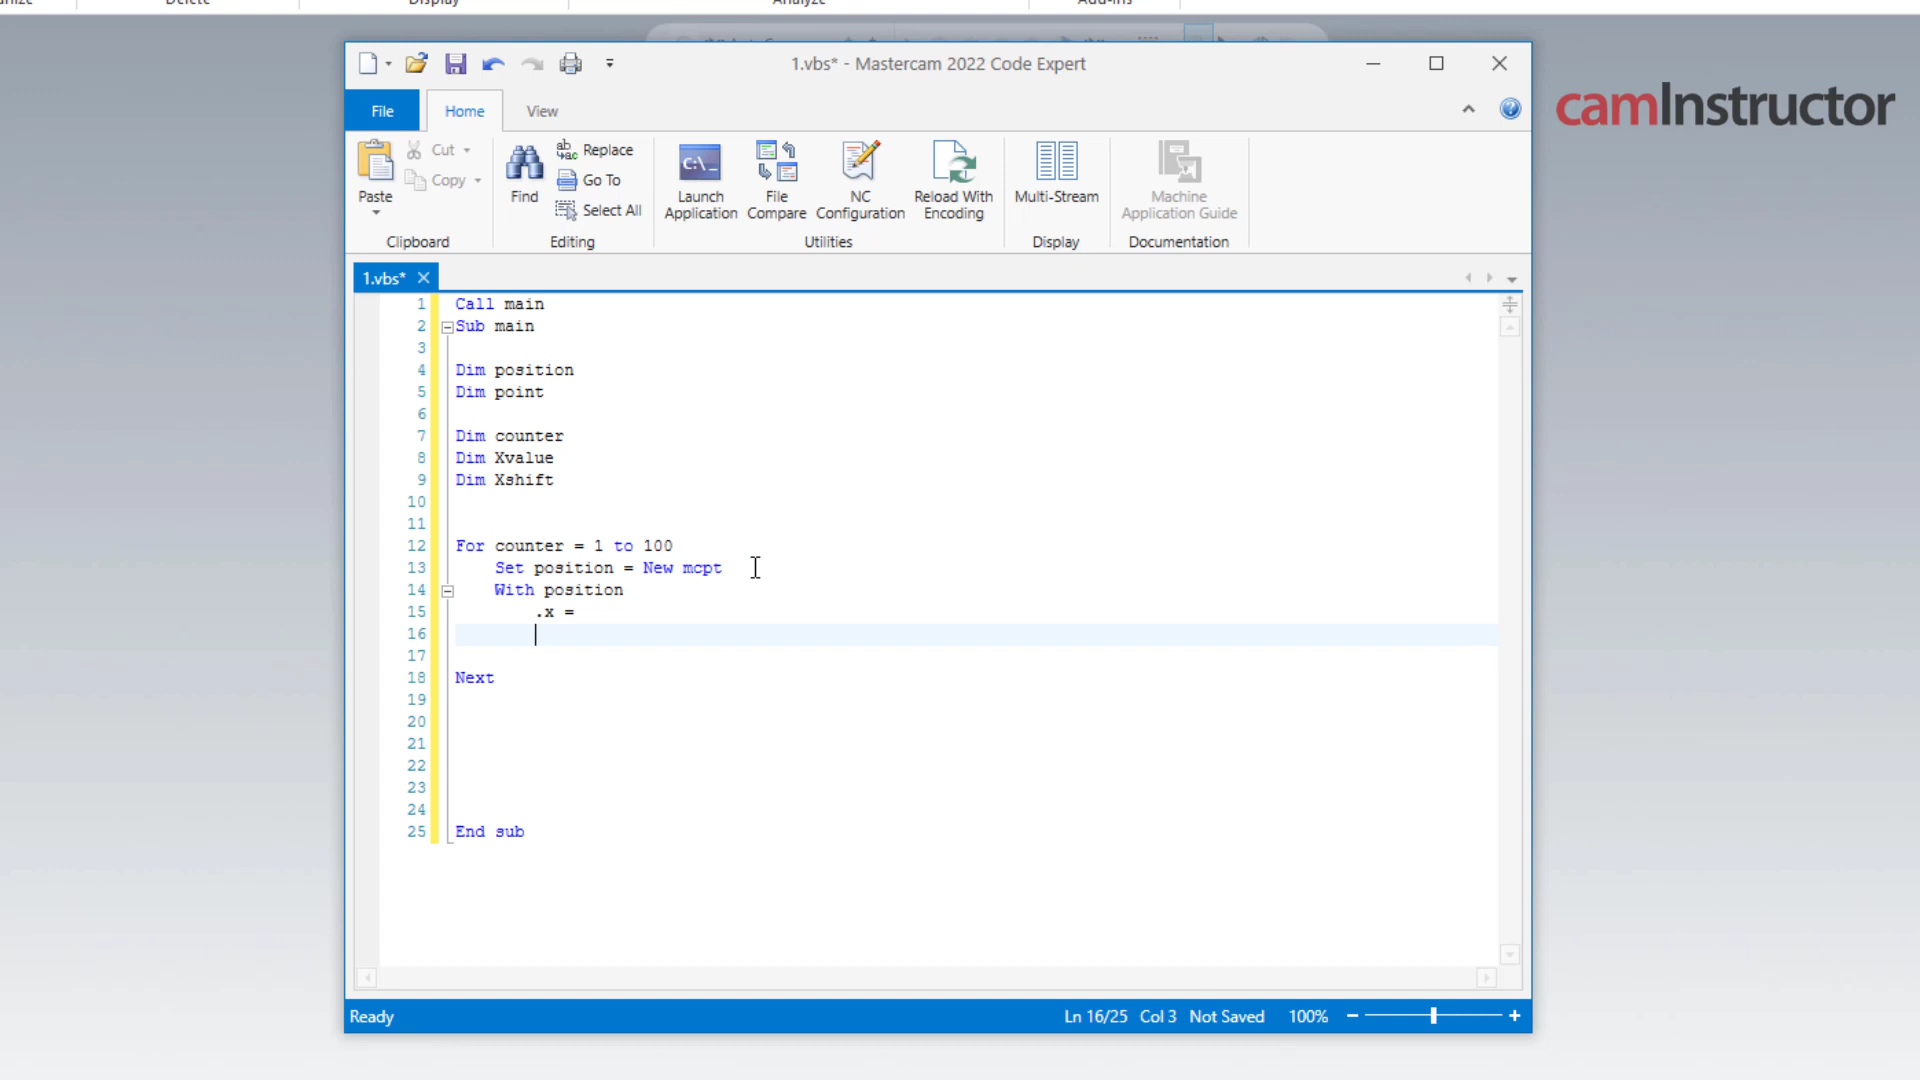 Delete
Display
Analyze
Add-Ins
1.vbs* - Mastercam 2022 Code Expert
camInstructor
File
Home
View
Paste
Cut
Copy
Clipboard
Find
Replace
Go To
Select All
Editing
Launch Application
File Compare
NC Configuration
Reload With Encoding
Utilities
Multi-Stream
Display
Machine Application Guide
Documentation
1.vbs*
1 Call main
2 Sub main
3
4 Dim position
5 Dim point
6
7 Dim counter
8 Dim Xvalue
9 Dim Xshift
10
11
12 For counter = 1 to 100
13 Set position = New mcpt
14 With position
15 .x =
16
17
18 Next
19
20
21
22
23
24
25 End sub
Ready
Ln 16/25 Col 3 Not Saved 100%